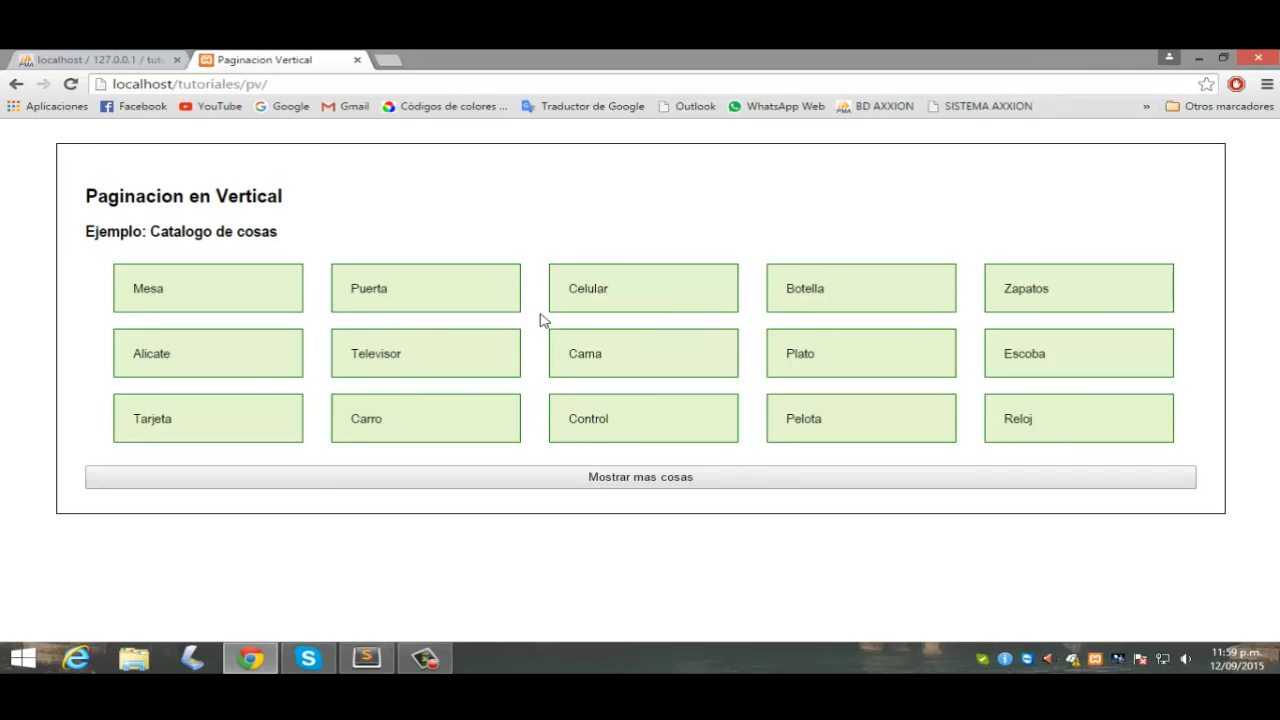 localhost / 127.0.0.1 / tut
Paginacion Vertical
localhost/tutoriales/pv/
Aplicaciones Facebook YouTube Google Gmail Códigos de colores ... Traductor de Google Outlook WhatsApp Web BD AXXION SISTEMA AXXION » Otros marcadores
Paginacion en Vertical
Ejemplo: Catalogo de cosas
Mesa Puerta Celular Botella Zapatos
Alicate Televisor Cama Plato Escoba
Tarjeta Carro Control Pelota Reloj
Mostrar mas cosas
11:59 p.m.
12/09/2015